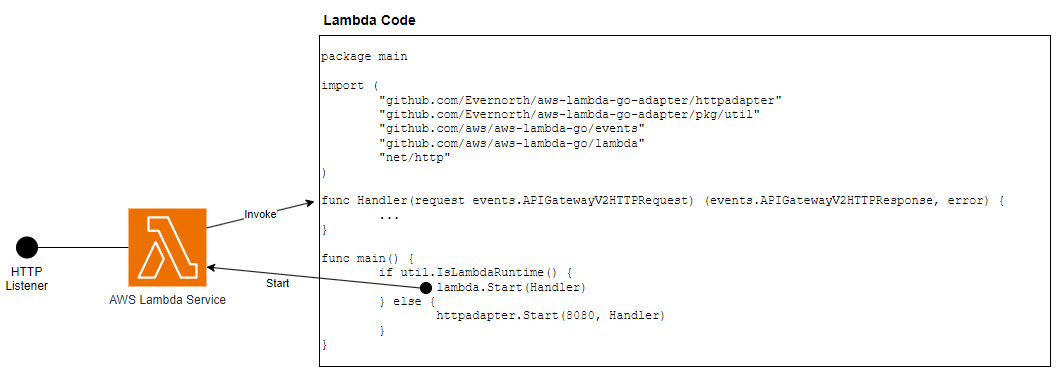 Lambda Code
package main
import (
"github.com/Evernorth/aws-lambda-go-adapter/httpadapter"
"github.com/Evernorth/aws-lambda-go-adapter/pkg/util"
"github.com/aws/aws-lambda-go/events"
"github.com/aws/aws-lambda-go/lambda"
"net/http"
)
func Handler(request events.APIGatewayV2HTTPRequest) (events.APIGatewayV2HTTPResponse, error) {
...
}
func main() {
if util.IsLambdaRuntime() {
lambda.Start(Handler)
} else {
httpadapter.Start(8080, Handler)
}
}
Invoke
Start
HTTP
Listener
AWS Lambda Service